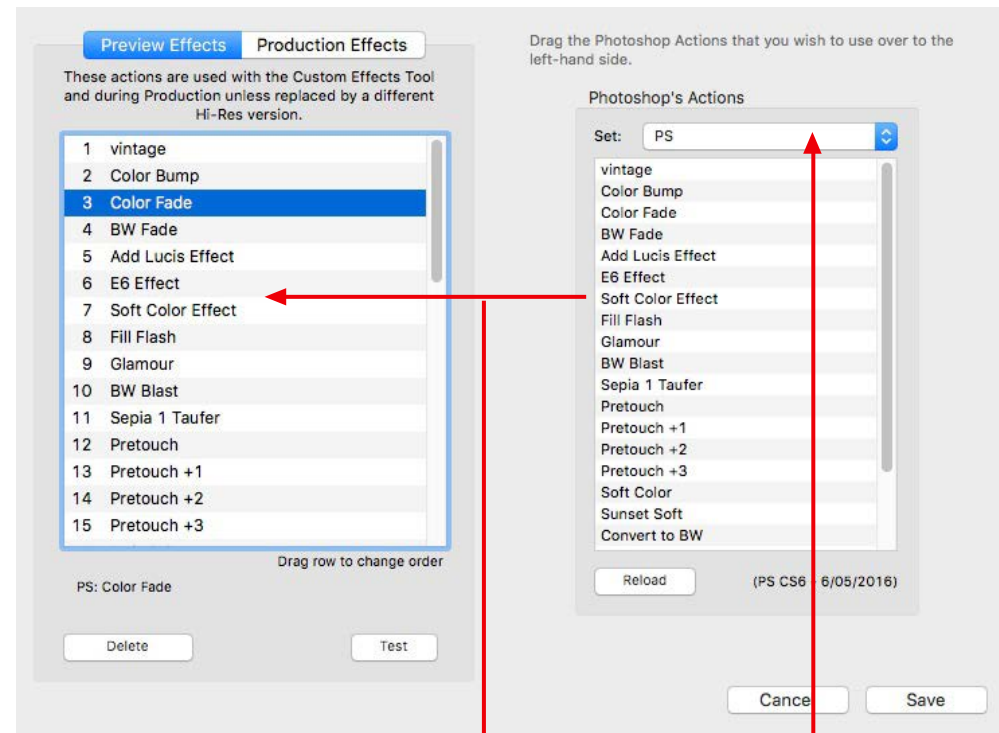 Preview Effects Production Effects
These actions are used with the Custom Effects Tool
and during Production unless replaced by a different
Hi-Res version.
1 vintage
2 Color Bump
3 Color Fade
4 BW Fade
5 Add Lucis Effect
6 E6 Effect
7 Soft Color Effect
8 Fill Flash
9 Glamour
10 BW Blast
11 Sepia 1 Taufer
12 Pretouch
13 Pretouch +1
14 Pretouch +2
15 Pretouch +3
Drag row to change order
PS: Color Fade
Delete Test
Drag the Photoshop Actions that you wish to use over to the
left-hand side.
Photoshop's Actions
Set: PS
vintage
Color Bump
Color Fade
BW Fade
Add Lucis Effect
E6 Effect
Soft Color Effect
Fill Flash
Glamour
BW Blast
Sepia 1 Taufer
Pretouch
Pretouch +1
Pretouch +2
Pretouch +3
Soft Color
Sunset Soft
Convert to BW
Reload (PS CS6 - 6/05/2016)
Cancel Save